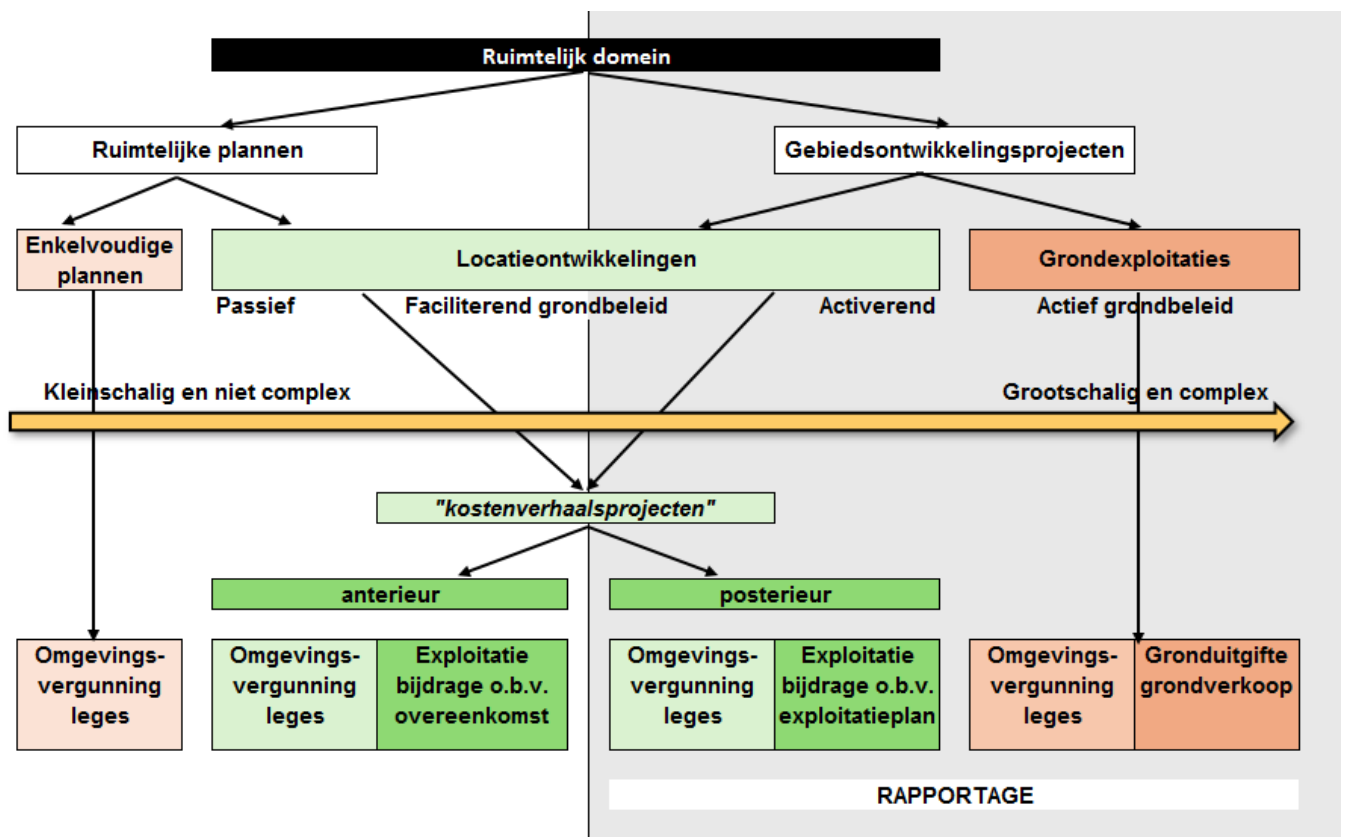 Ruimtelijk domein
Ruimtelijke plannen
Gebiedsontwikkelingsprojecten
Enkelvoudige
plannen
Locatieontwikkelingen
Grondexploitaties
Passief
Faciliterend grondbeleid
Activerend
Actief grondbeleid
Kleinschalig en niet complex
Grootschalig en complex
"kostenverhaalsprojecten"
anterieur
posterieur
Omgevings-
vergunning
leges
Omgevings-
vergunning
leges
Exploitatie
bijdrage o.b.v.
overeenkomst
Omgevings-
vergunning
leges
Exploitatie
bijdrage o.b.v.
exploitatieplan
Omgevings-
vergunning
leges
Gronduitgifte
grondverkoop
RAPPORTAGE